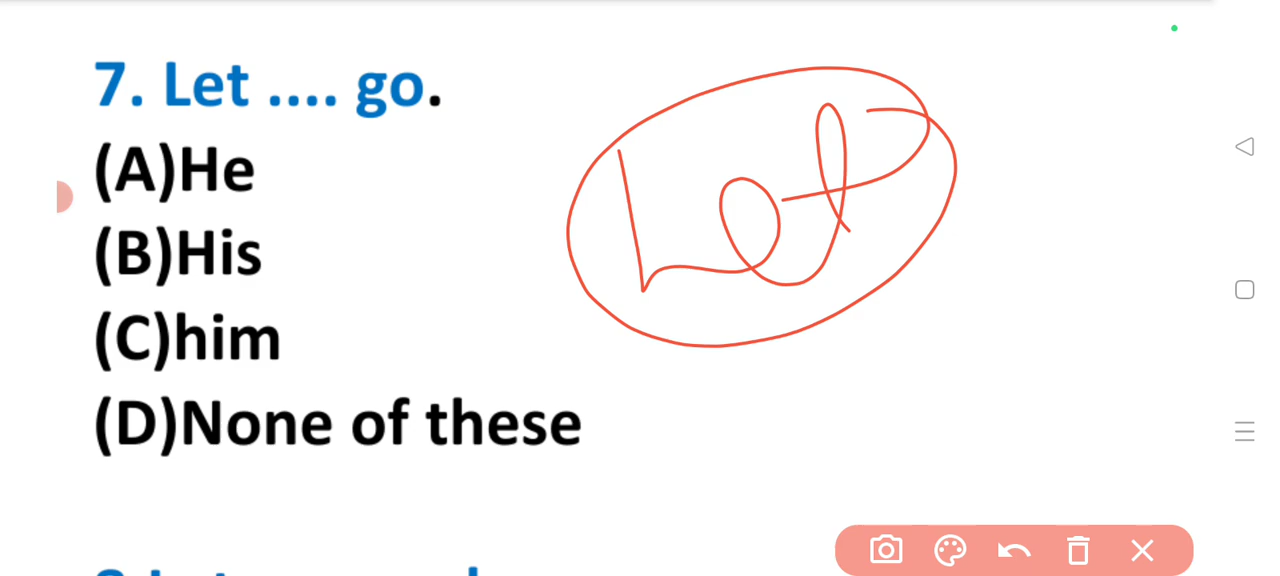 7. Let .... go.
(A)He
(B)His
(C)him
(D)None of these
Let